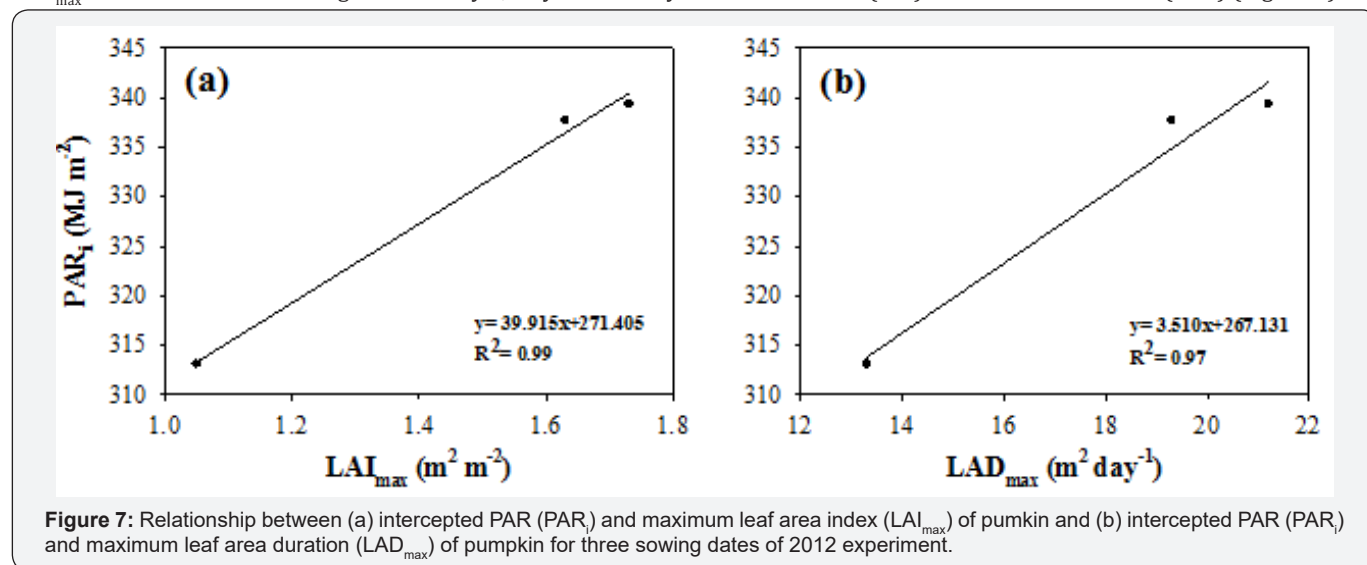 max
345
(a)
340
335
330
325
320
315
310
PARi (MJ m-2)
y= 39.915x+271.405
R2= 0.99
1.0 1.2 1.4 1.6 1.8
LAImax (m2 m-2)
345
(b)
340
335
330
325
320
315
310
y= 3.510x+267.131
R2= 0.97
12 14 16 18 20 22
LADmax (m2 day-1)
Figure 7: Relationship between (a) intercepted PAR (PARi) and maximum leaf area index (LAImax) of pumkin and (b) intercepted PAR (PARi)
and maximum leaf area duration (LADmax) of pumpkin for three sowing dates of 2012 experiment.